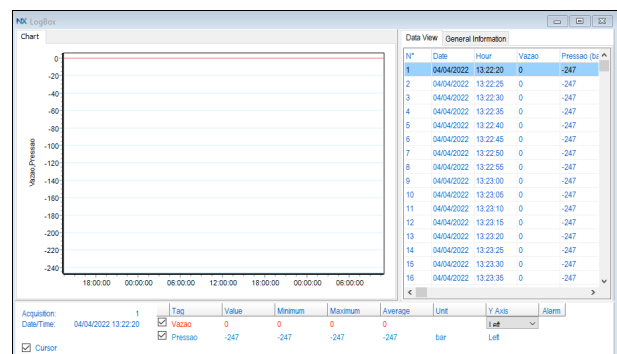 NX LogBox
Chart
Data View General Information
Vazao,Pressao
0
-20
-40
-60
-80
-100
-120
-140
-160
-180
-200
-220
-240
18:00:00 00:00:00 06:00:00 12:00:00 18:00:00 00:00:00 06:00:00
N° Date Hour Vazao Pressao (ba
1 04/04/2022 13:22:20 0 -247
2 04/04/2022 13:22:25 0 -247
3 04/04/2022 13:22:30 0 -247
4 04/04/2022 13:22:35 0 -247
5 04/04/2022 13:22:40 0 -247
6 04/04/2022 13:22:45 0 -247
7 04/04/2022 13:22:50 0 -247
8 04/04/2022 13:22:55 0 -247
9 04/04/2022 13:23:00 0 -247
10 04/04/2022 13:23:05 0 -247
11 04/04/2022 13:23:10 0 -247
12 04/04/2022 13:23:15 0 -247
13 04/04/2022 13:23:20 0 -247
14 04/04/2022 13:23:25 0 -247
15 04/04/2022 13:23:30 0 -247
16 04/04/2022 13:23:35 0 -247
Acquisition: 1
Date/Time: 04/04/2022 13:22:20
Cursor
Tag Value Minimum Maximum Average Unit Y Axis Alarm
Vazao 0 0 0 0 Left
Pressao -247 -247 -247 -247 bar Left